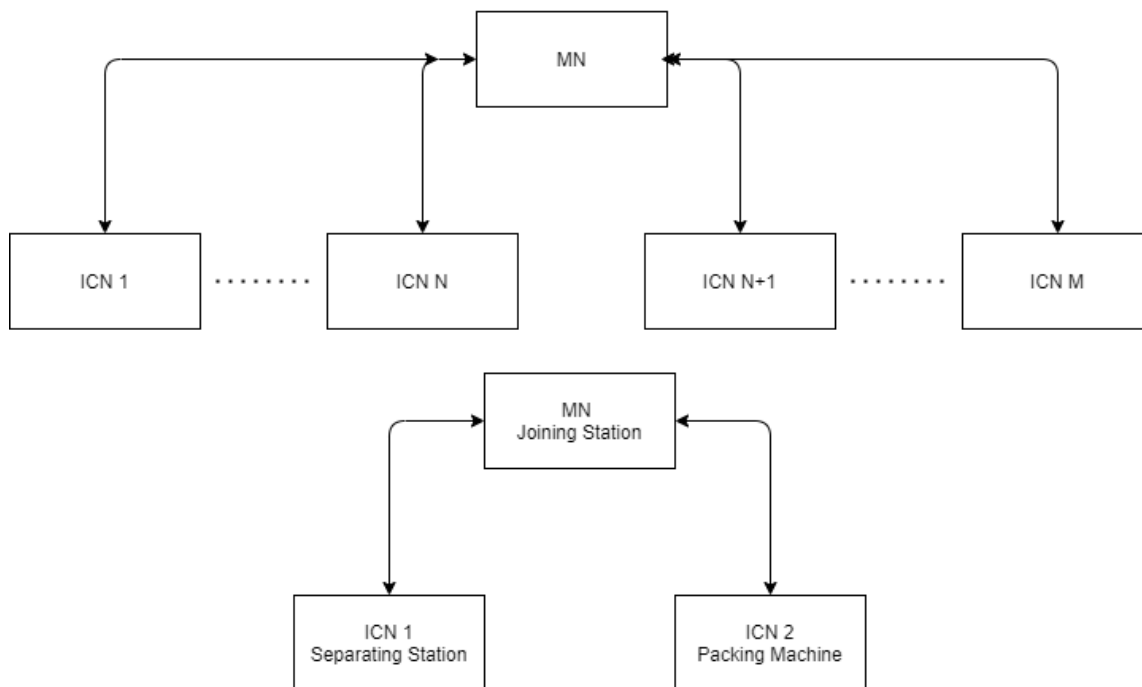 MN
ICN 1
ICN N
ICN N+1
ICN M
MN
Joining Station
ICN 1
Separating Station
ICN 2
Packing Machine